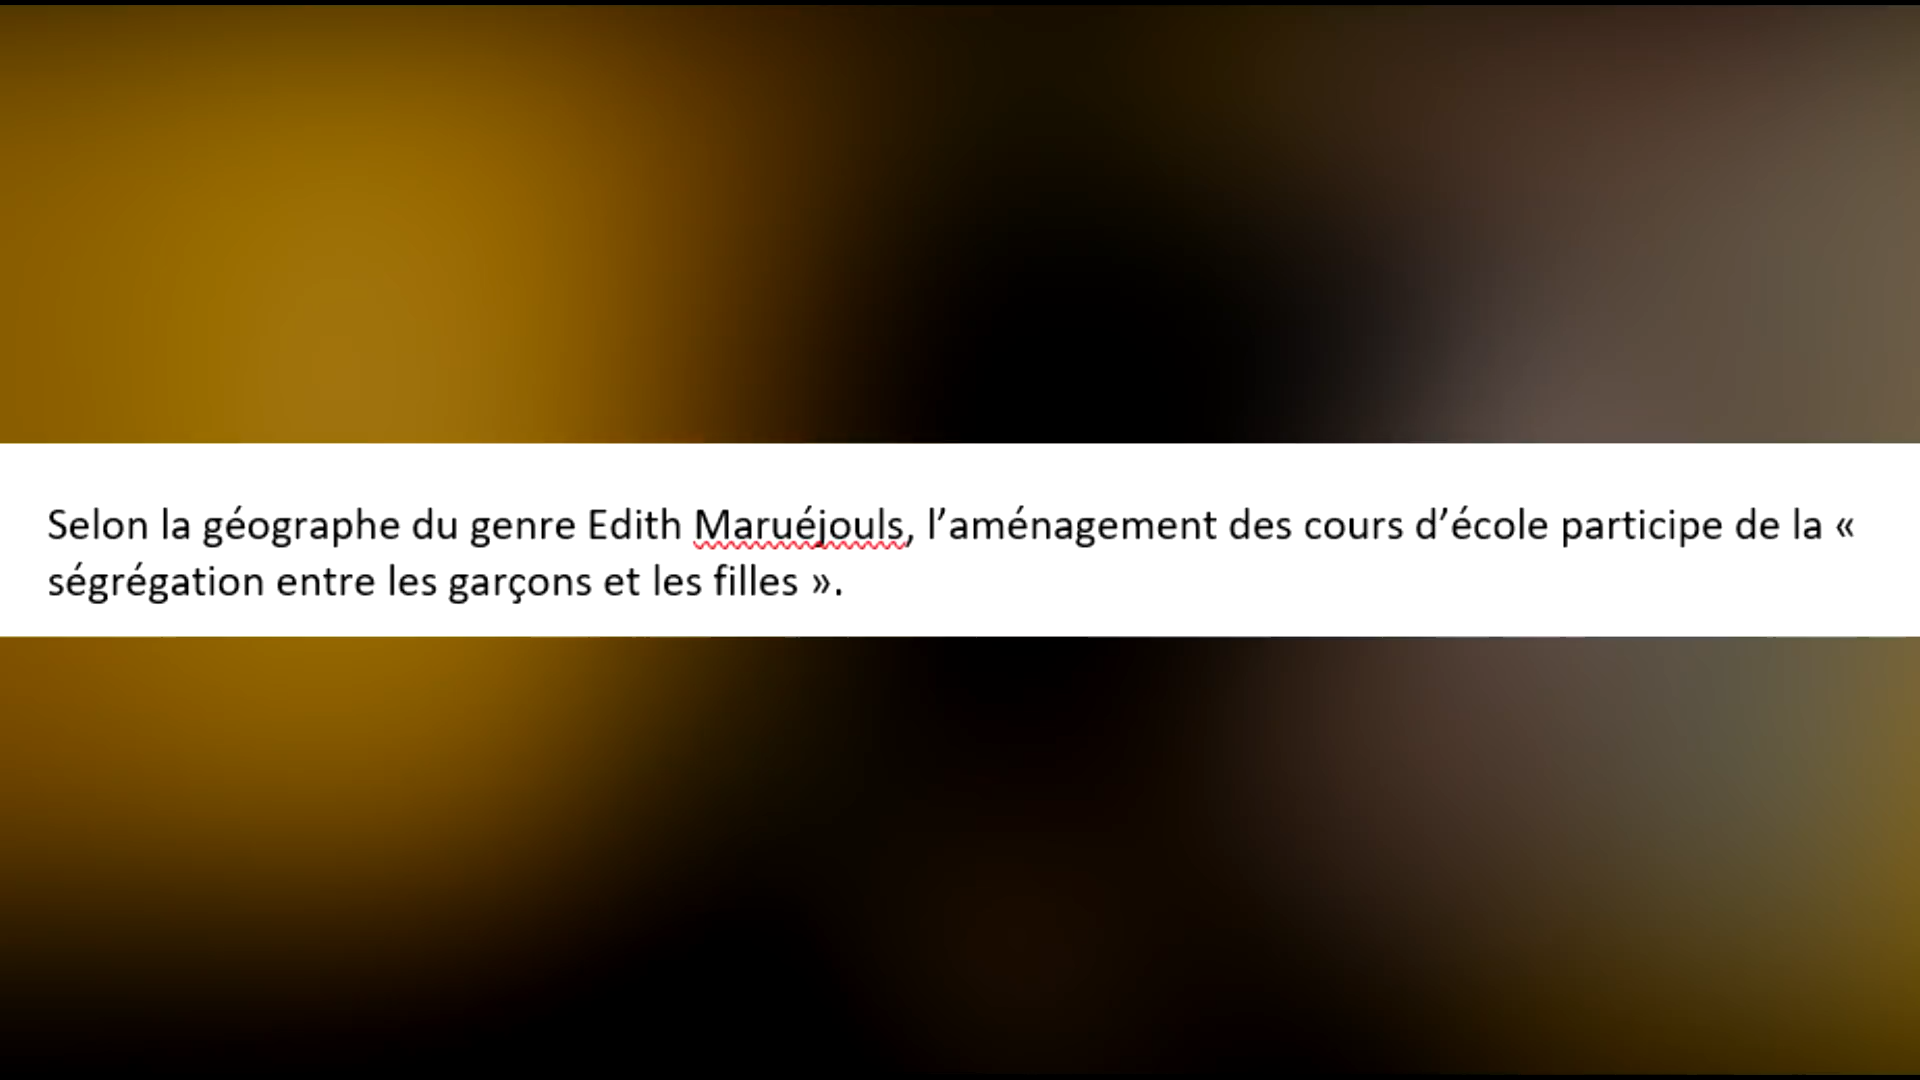 Selon la géographe du genre Edith Maruéjouls, l’aménagement des cours d’école participe de la «
ségrégation entre les garçons et les filles ».